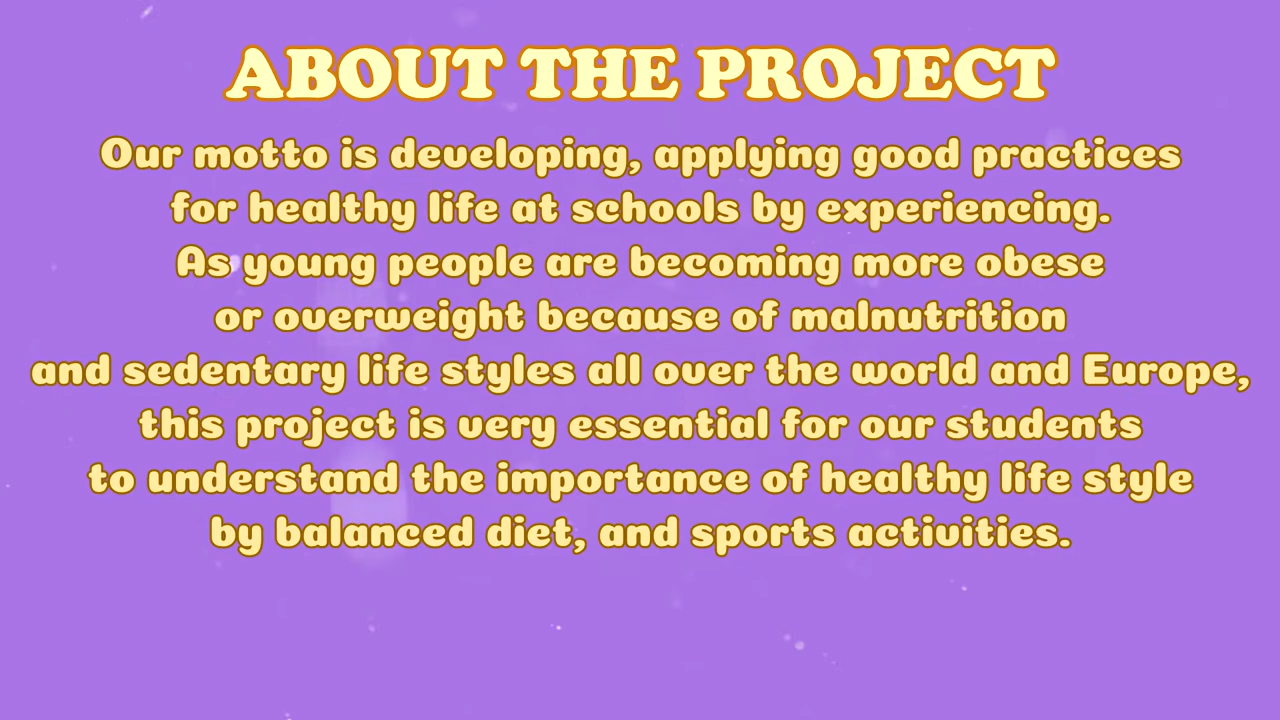 ABOUT THE PROJECT
Our motto is developing, applying good practices
for healthy life at schools by experiencing.
As young people are becoming more obese
or overweight because of malnutrition
and sedentary life styles all over the world and Europe,
this project is very essential for our students
to understand the importance of healthy life style
by balanced diet, and sports activities.